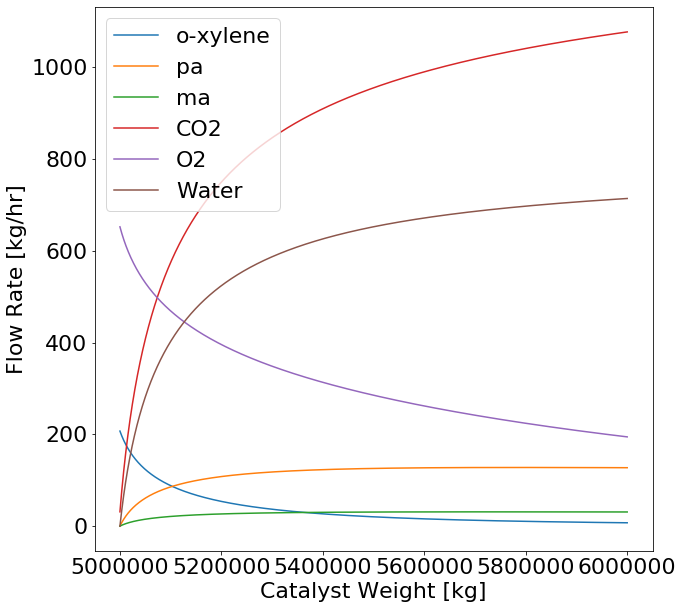 o-xylene
pa
ma
CO2
O2
Water
1000
800
600
400
200
0
Flow Rate [kg/hr]
5000000 5200000 5400000 5600000 5800000 6000000
Catalyst Weight [kg]